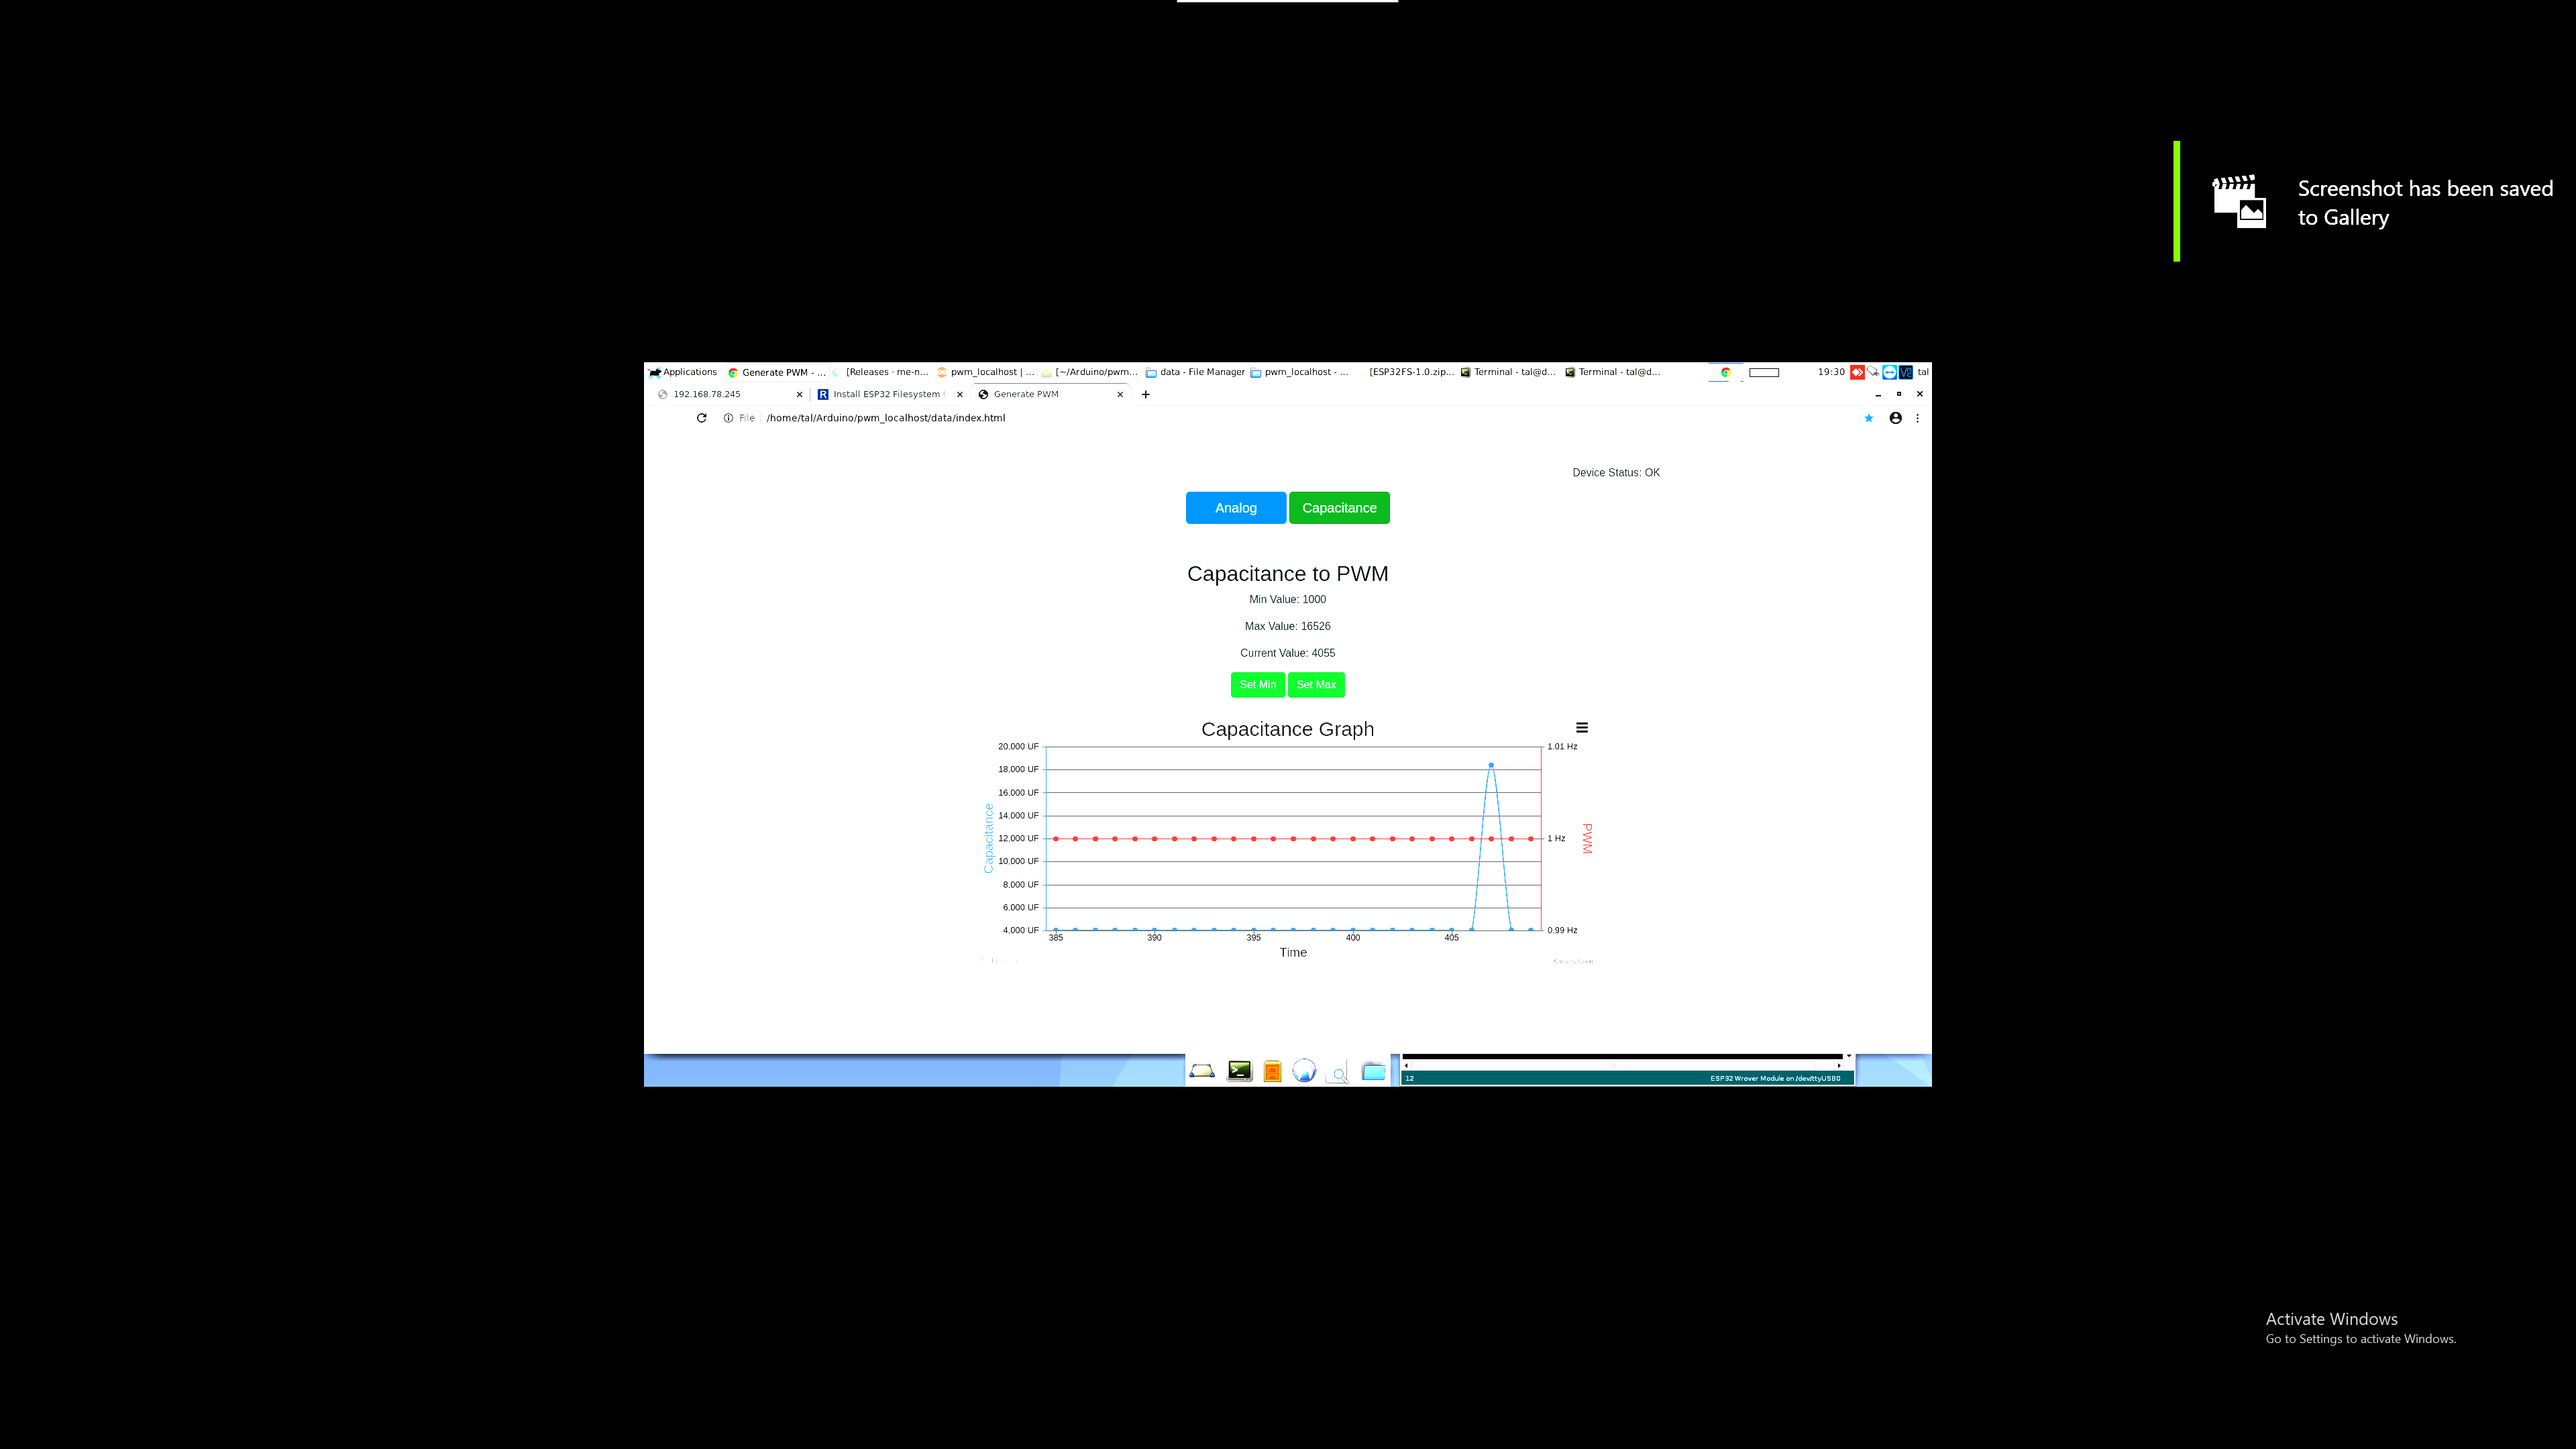 Screenshot has been saved
to Gallery
Applications Generate PWM - ... [Releases · me-n... pwm_localhost | ... [~/Arduino/pwm... data - File Manager pwm_localhost - ... [ESP32FS-1.0.zip... Terminal - tal@d... Terminal - tal@d... 19:30 tal
192.168.78.245 Install ESP32 Filesystem Generate PWM
File /home/tal/Arduino/pwm_localhost/data/index.html
Device Status: OK
Analog Capacitance
Capacitance to PWM
Min Value: 1000
Max Value: 16526
Current Value: 4055
Set Min Set Max
Capacitance Graph
20,000 UF 1.01 Hz
18,000 UF
16,000 UF
14,000 UF
12,000 UF 1 Hz
10,000 UF
8,000 UF
6,000 UF
4,000 UF 0.99 Hz
Capacitance
PWM
385 390 395 400 405
Time
12 ESP32 Wrover Module on /dev/ttyUSB0
Activate Windows
Go to Settings to activate Windows.